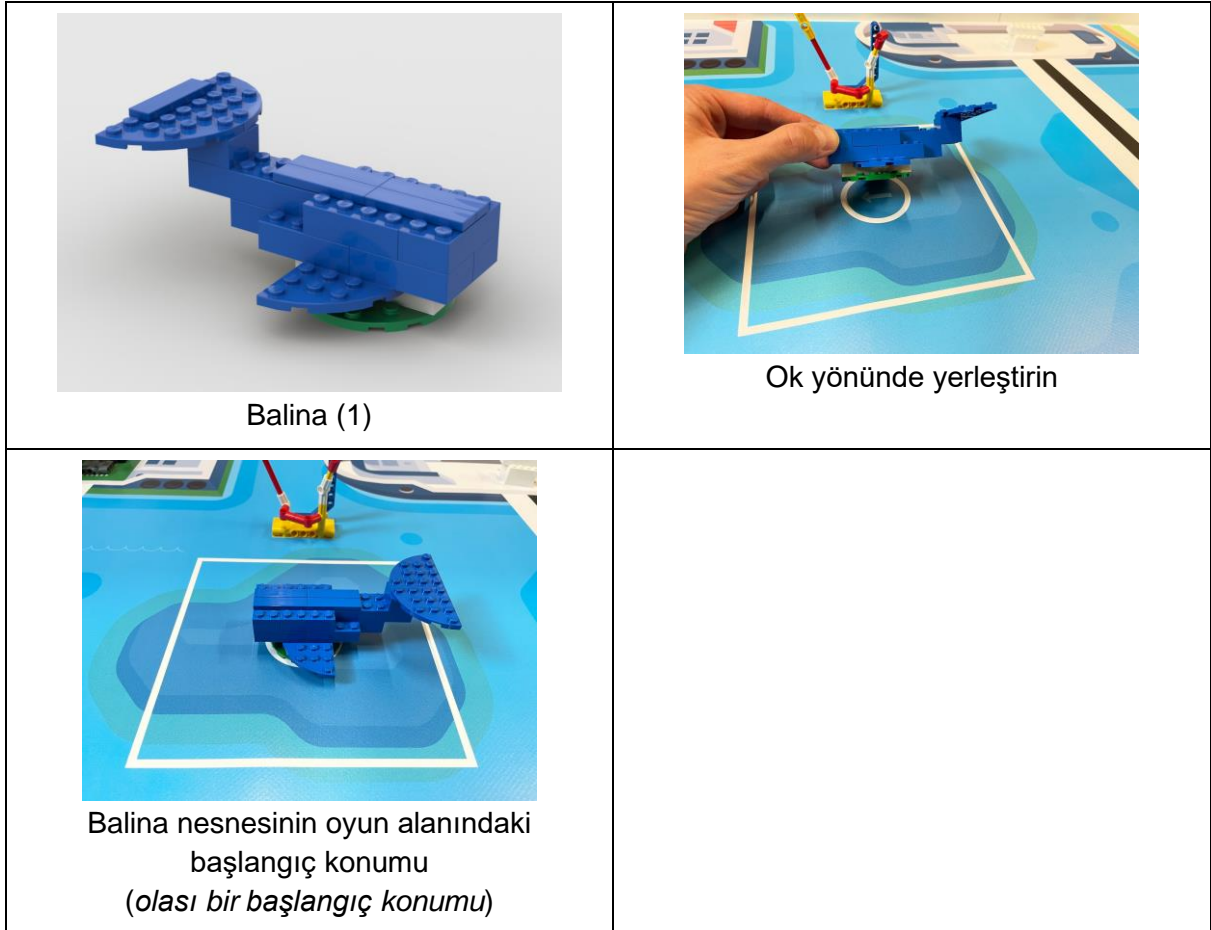 Balina (1)
Ok yönünde yerleştirin
Balina nesnesinin oyun alanındaki
başlangıç konumu
(olası bir başlangıç konumu)